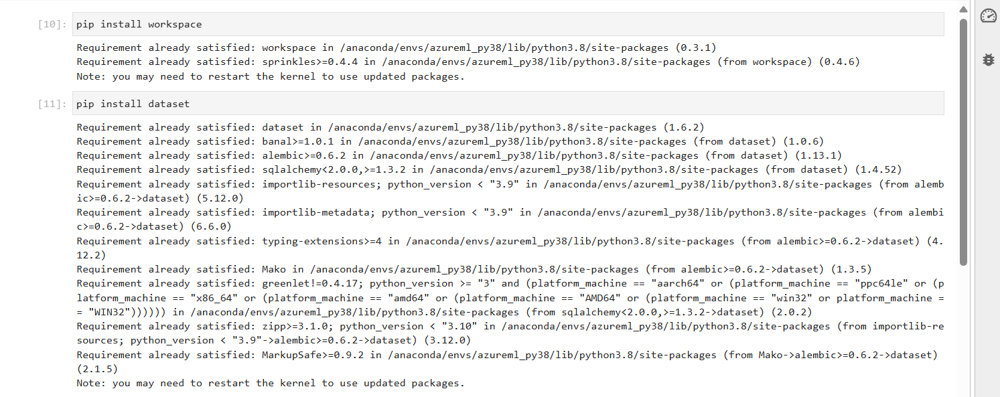 [10]: pip install workspace
Requirement already satisfied: workspace in /anaconda/envs/azureml_py38/lib/python3.8/site-packages (0.3.1)
Requirement already satisfied: sprinkles>=0.4.4 in /anaconda/envs/azureml_py38/lib/python3.8/site-packages (from workspace) (0.4.6)
Note: you may need to restart the kernel to use updated packages.
[11]: pip install dataset
Requirement already satisfied: dataset in /anaconda/envs/azureml_py38/lib/python3.8/site-packages (1.6.2)
Requirement already satisfied: banal>=1.0.1 in /anaconda/envs/azureml_py38/lib/python3.8/site-packages (from dataset) (1.0.6)
Requirement already satisfied: alembic>=0.6.2 in /anaconda/envs/azureml_py38/lib/python3.8/site-packages (from dataset) (1.13.1)
Requirement already satisfied: sqlalchemy<2.0.0,>=1.3.2 in /anaconda/envs/azureml_py38/lib/python3.8/site-packages (from dataset) (1.4.52)
Requirement already satisfied: importlib-resources; python_version < "3.9" in /anaconda/envs/azureml_py38/lib/python3.8/site-packages (from alemb
ic>=0.6.2->dataset) (5.12.0)
Requirement already satisfied: importlib-metadata; python_version < "3.9" in /anaconda/envs/azureml_py38/lib/python3.8/site-packages (from alembi
c>=0.6.2->dataset) (6.6.0)
Requirement already satisfied: typing-extensions>=4 in /anaconda/envs/azureml_py38/lib/python3.8/site-packages (from alembic>=0.6.2->dataset) (4.
12.2)
Requirement already satisfied: Mako in /anaconda/envs/azureml_py38/lib/python3.8/site-packages (from alembic>=0.6.2->dataset) (1.3.5)
Requirement already satisfied: greenlet!=0.4.17; python_version >= "3" and (platform_machine == "aarch64" or (platform_machine == "ppc64le" or (p
latform_machine == "x86_64" or (platform_machine == "amd64" or (platform_machine == "AMD64" or (platform_machine == "win32" or platform_machine =
= "WIN32")))))) in /anaconda/envs/azureml_py38/lib/python3.8/site-packages (from sqlalchemy<2.0.0,>=1.3.2->dataset) (2.0.2)
Requirement already satisfied: zipp>=3.1.0; python_version < "3.10" in /anaconda/envs/azureml_py38/lib/python3.8/site-packages (from importlib-re
sources; python_version < "3.9"->alembic>=0.6.2->dataset) (3.12.0)
Requirement already satisfied: MarkupSafe>=0.9.2 in /anaconda/envs/azureml_py38/lib/python3.8/site-packages (from Mako->alembic>=0.6.2->dataset)
(2.1.5)
Note: you may need to restart the kernel to use updated packages.